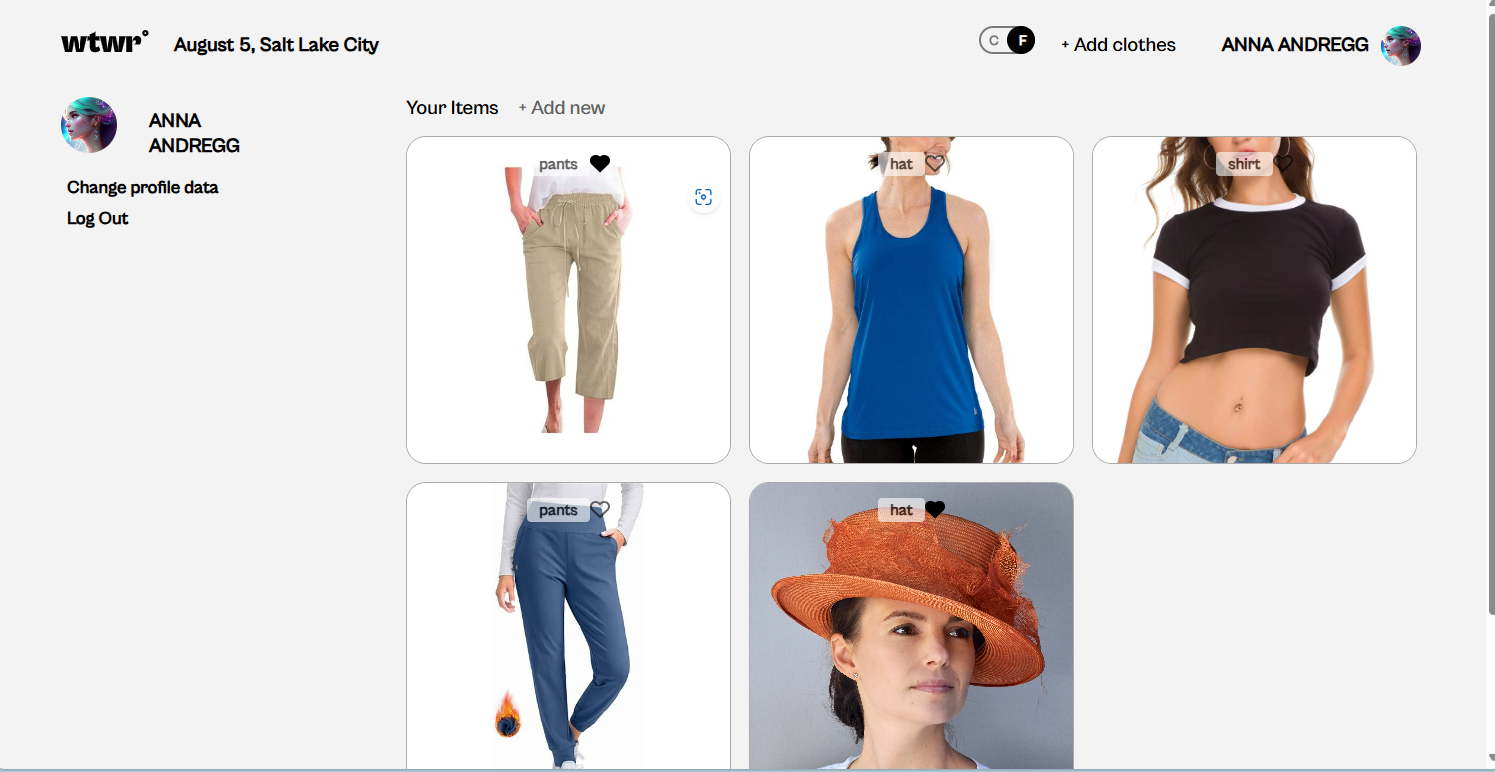 wtwr°
August 5, Salt Lake City
C F
+ Add clothes
ANNA ANDREGG
ANNA
ANDREGG
Change profile data
Log Out
Your Items + Add new
pants
hat
shirt
pants
hat